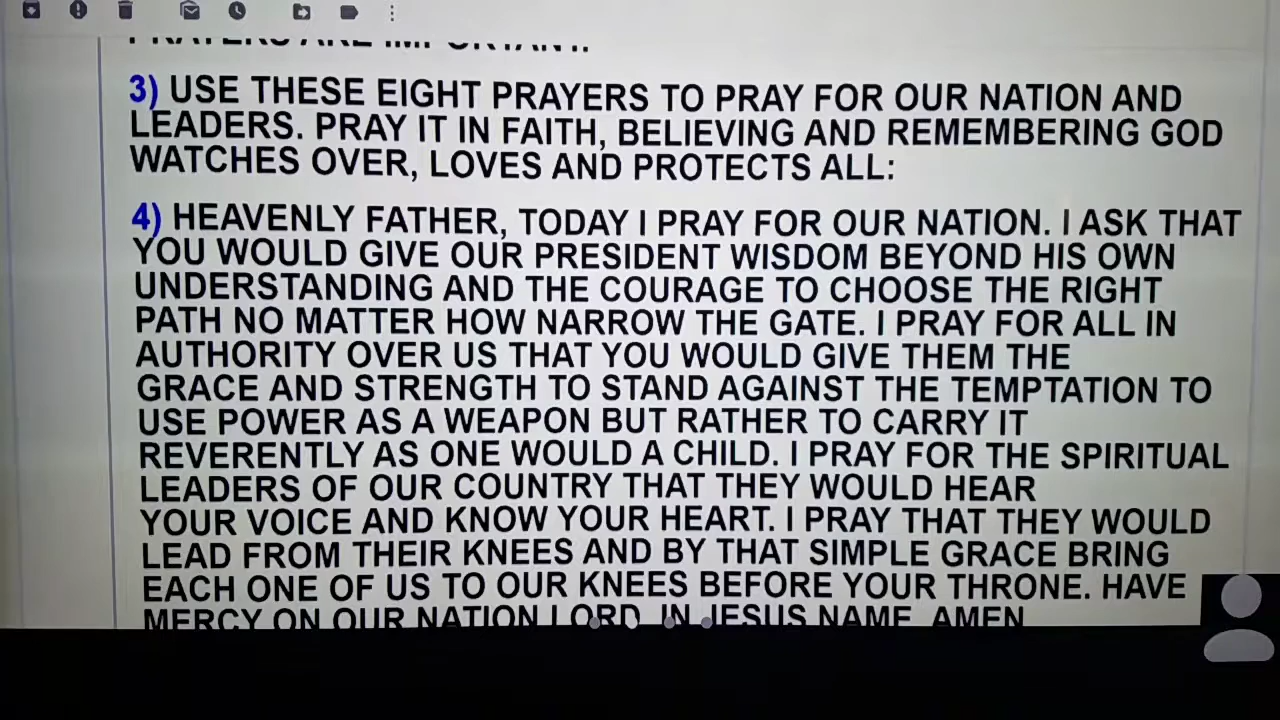 PRAYERS ARE IMPORTANT.
3) USE THESE EIGHT PRAYERS TO PRAY FOR OUR NATION AND
LEADERS. PRAY IT IN FAITH, BELIEVING AND REMEMBERING GOD
WATCHES OVER, LOVES AND PROTECTS ALL:
4) HEAVENLY FATHER, TODAY I PRAY FOR OUR NATION. I ASK THAT
YOU WOULD GIVE OUR PRESIDENT WISDOM BEYOND HIS OWN
UNDERSTANDING AND THE COURAGE TO CHOOSE THE RIGHT
PATH NO MATTER HOW NARROW THE GATE. I PRAY FOR ALL IN
AUTHORITY OVER US THAT YOU WOULD GIVE THEM THE
GRACE AND STRENGTH TO STAND AGAINST THE TEMPTATION TO
USE POWER AS A WEAPON BUT RATHER TO CARRY IT
REVERENTLY AS ONE WOULD A CHILD. I PRAY FOR THE SPIRITUAL
LEADERS OF OUR COUNTRY THAT THEY WOULD HEAR
YOUR VOICE AND KNOW YOUR HEART. I PRAY THAT THEY WOULD
LEAD FROM THEIR KNEES AND BY THAT SIMPLE GRACE BRING
EACH ONE OF US TO OUR KNEES BEFORE YOUR THRONE. HAVE
MERCY ON OUR NATION LORD. IN JESUS NAME, AMEN